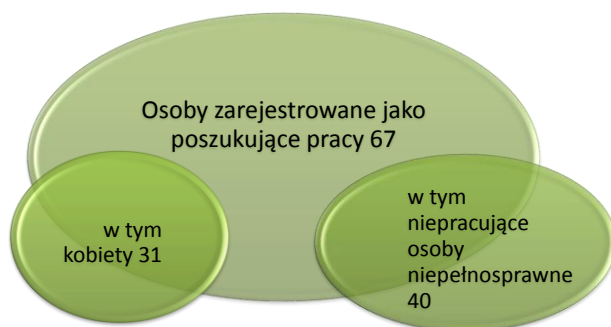 Osoby zarejestrowane jako
poszukujące pracy 67
w tym
kobiety 31
w tym
niepracujące
osoby
niepełnosprawne
40